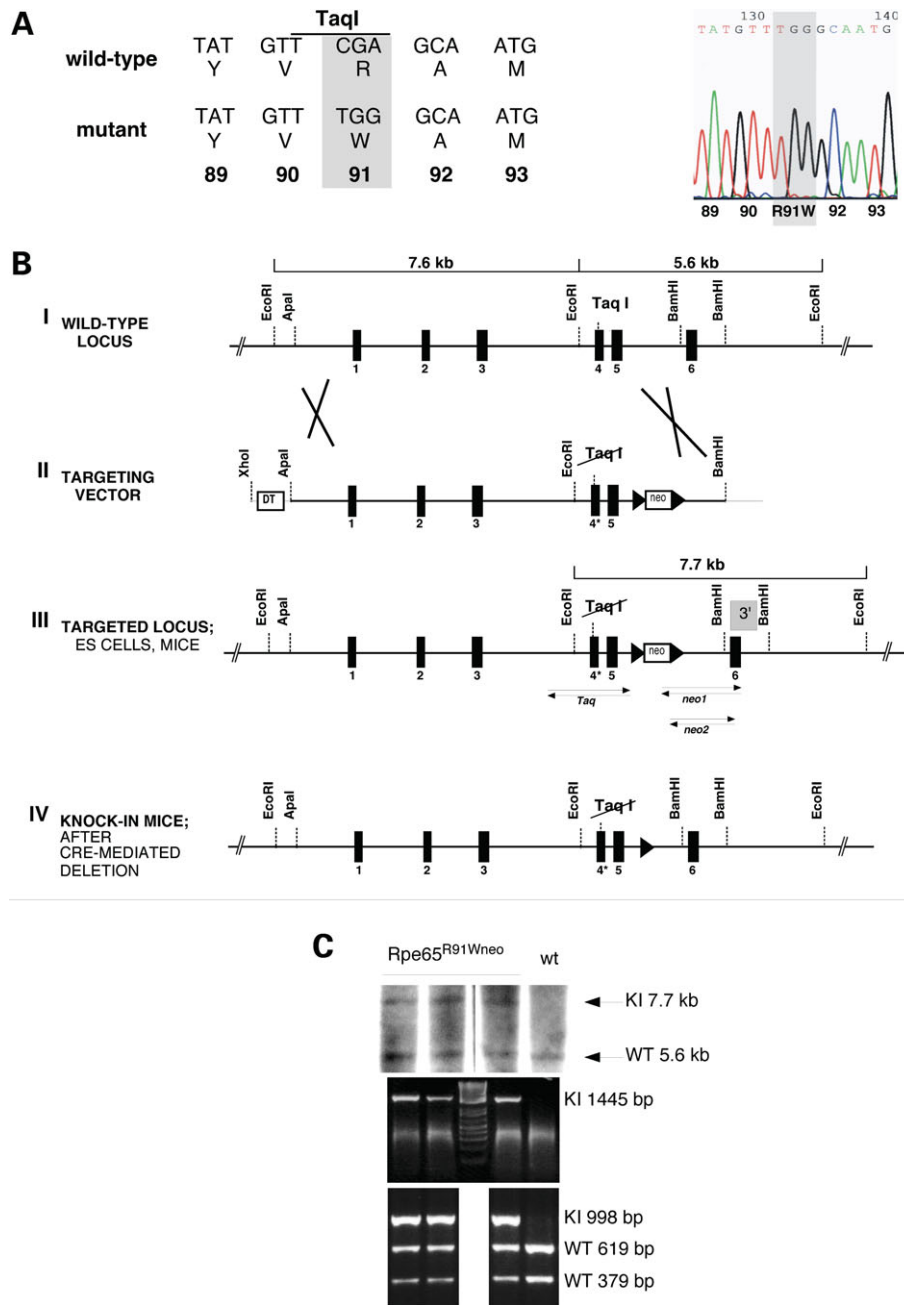 A
TaqI
wild-type TAT GTT CGA GCA ATG
Y V R A M
mutant TAT GTT TGG GCA ATG
Y V W A M
89 90 91 92 93
130 140
TATGTTTGGGCAATG
89 90 R91W 92 93
B
7.6 kb 5.6 kb
EcoRI ApaI EcoRI Taq I BamHI BamHI EcoRI
I WILD-TYPE
LOCUS
1 2 3 4 5 6
XhoI ApaI EcoRI Taq I BamHI
II TARGETING
VECTOR
DT neo
1 2 3 4* 5
7.7 kb
EcoRI ApaI EcoRI Taq I BamHI 3' BamHI EcoRI
III TARGETED LOCUS;
ES CELLS, MICE
neo
1 2 3 4* 5 6
Taq neo1
neo2
EcoRI ApaI EcoRI Taq I BamHI BamHI EcoRI
IV KNOCK-IN MICE;
AFTER
CRE-MEDIATED
DELETION
1 2 3 4* 5 6
C
Rpe65R91Wneo wt
KI 7.7 kb
WT 5.6 kb
KI 1445 bp
KI 998 bp
WT 619 bp
WT 379 bp